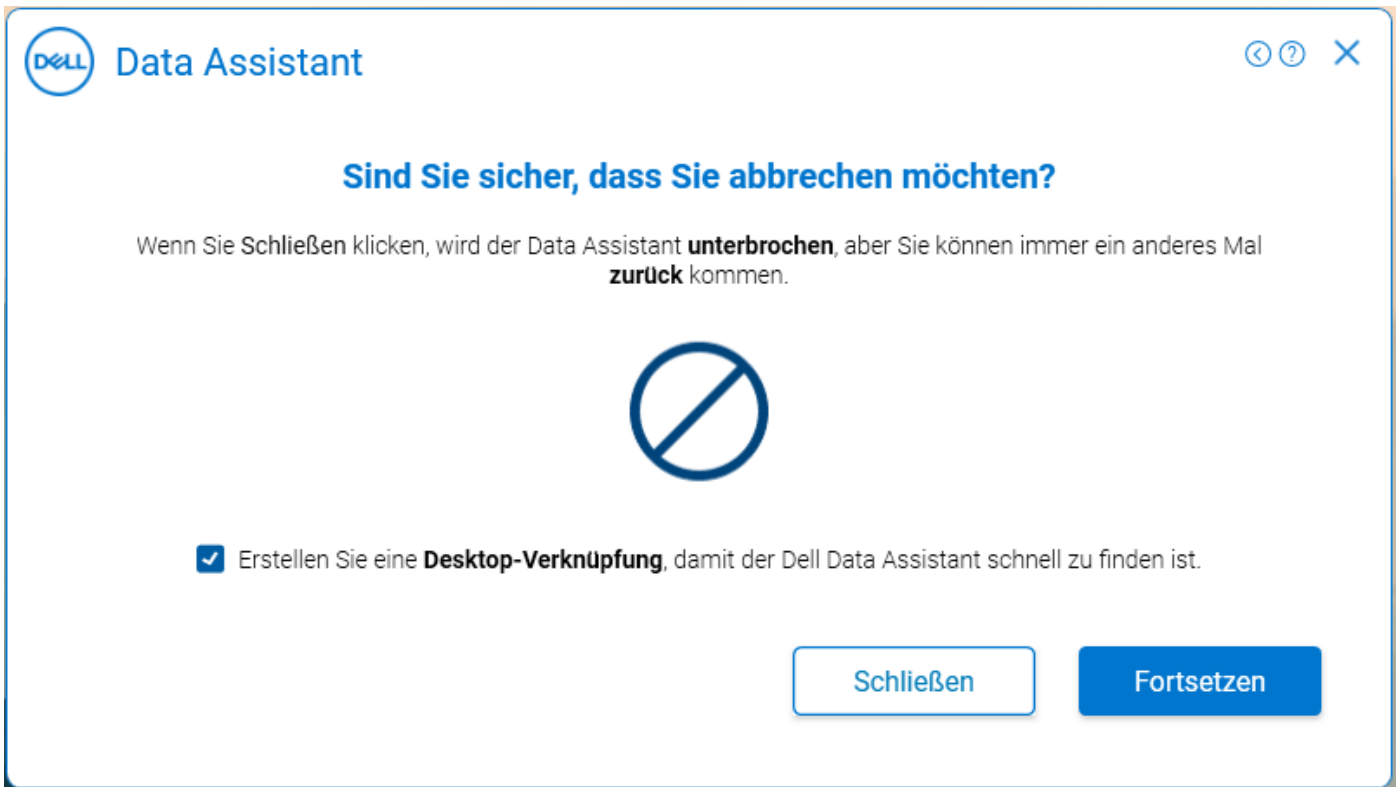 DELL Data Assistant
Sind Sie sicher, dass Sie abbrechen möchten?
Wenn Sie Schließen klicken, wird der Data Assistant unterbrochen, aber Sie können immer ein anderes Mal
zurück kommen.
Erstellen Sie eine Desktop-Verknüpfung, damit der Dell Data Assistant schnell zu finden ist.
Schließen Fortsetzen